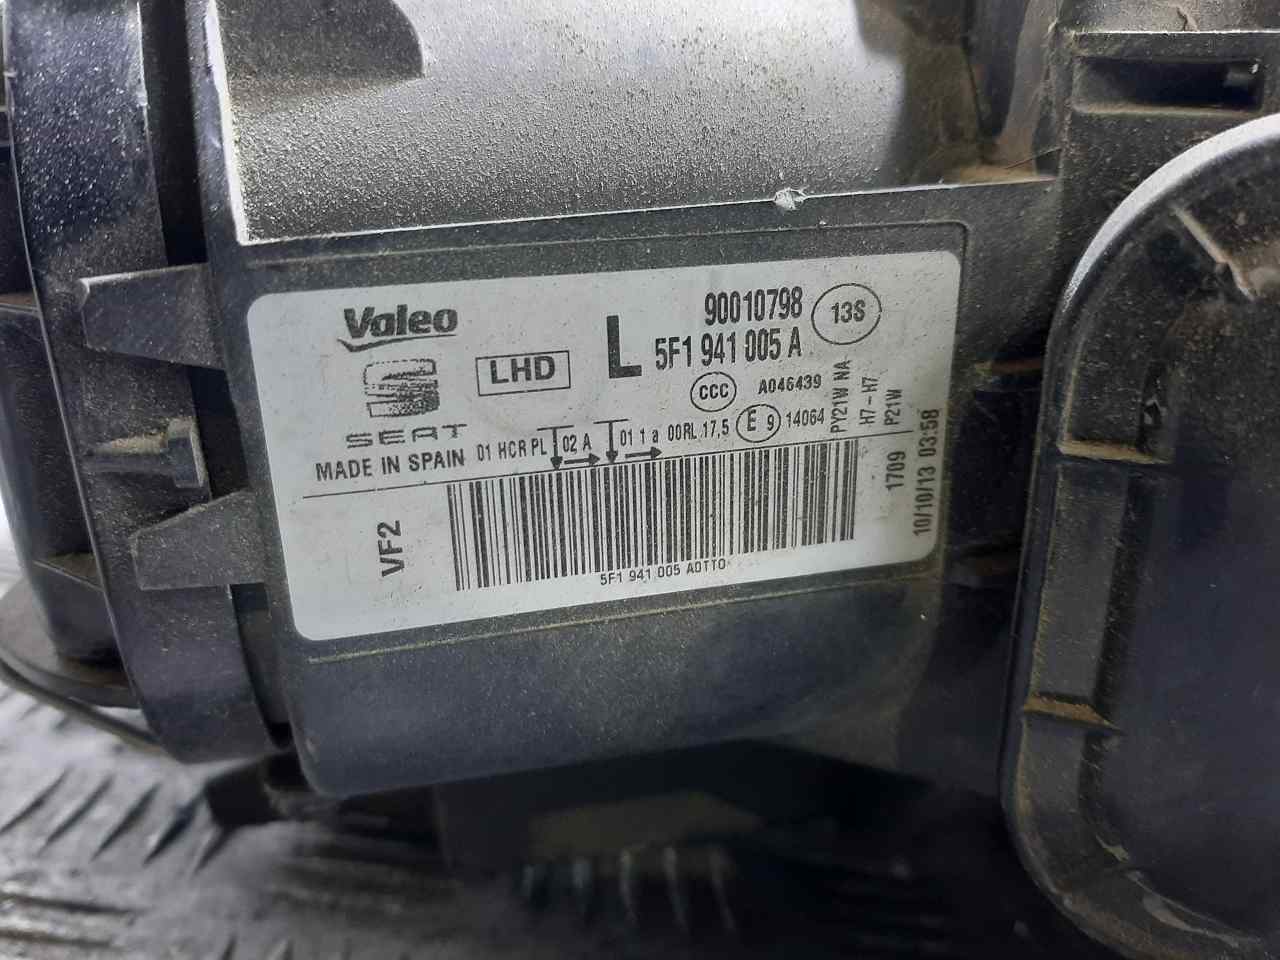 Valeo
SEAT
MADE IN SPAIN
LHD
L
90010798
13S
5F1 941 005 A
CCC
A046439
01 HCR PL 02 A 01 1a 00RL 17,5 E 9 14064
PY21W NA
H7-H7
P21W
VF2
5F1 941 005 A0TTO
1709
10/10/13 03:58